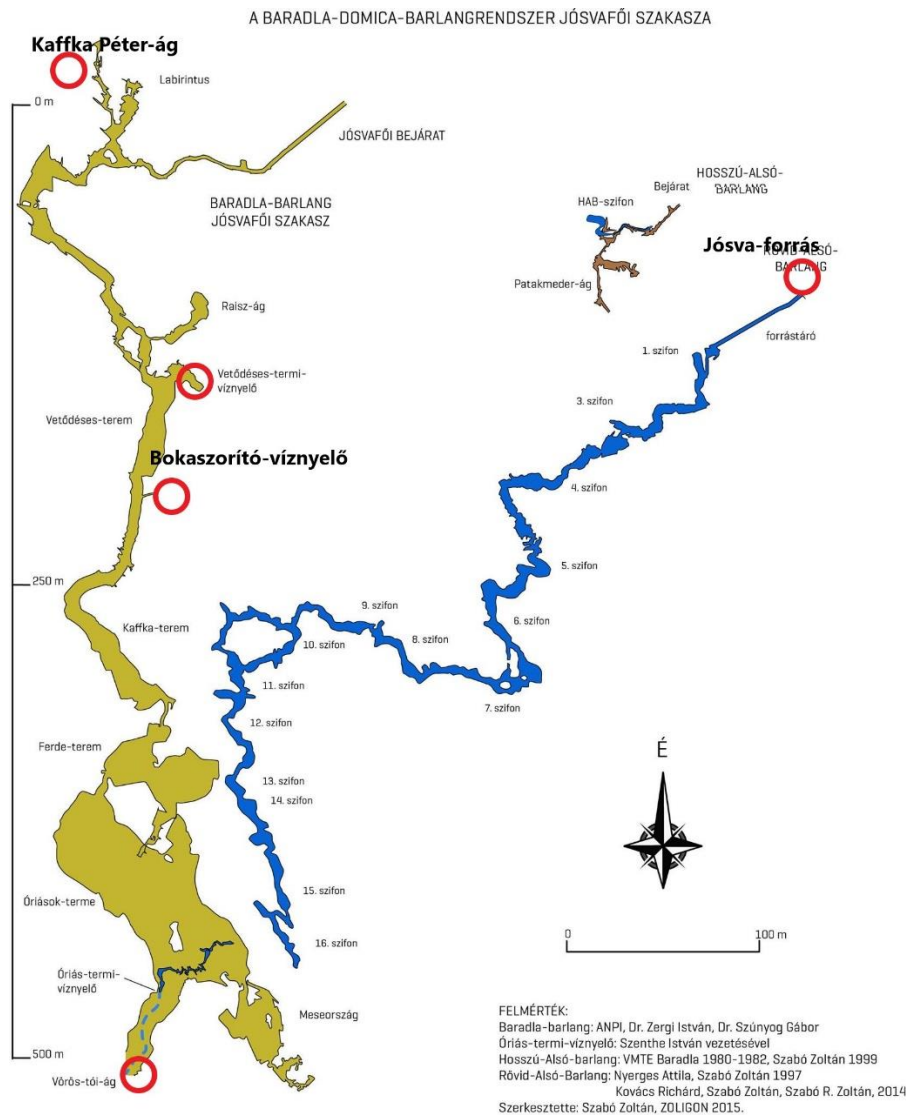 A BARADLA-DOMICA-BARLANGRENDSZER JÓSVAFŐI SZAKASZA
Kaffka Péter-ág
Labirintus
0 m
JÓSVAFŐI BEJÁRAT
BARADLA-BARLANG
JÓSVAFŐI SZAKASZ
HOSSZÚ-ALSÓ-
BARLANG
Bejárat
HAB-szifon
Jósva-forrás
RÖVID-ALSÓ-
BARLANG
Patakmeder-ág
Raisz-ág
forrástáró
1. szifon
Vetődéses-termi-
víznyelő
3. szifon
Vetődéses-terem
Bokaszorító-víznyelő
4. szifon
5. szifon
250 m
9. szifon
6. szifon
Kaffka-terem
8. szifon
10. szifon
11. szifon
7. szifon
12. szifon
Ferde-terem
É
13. szifon
14. szifon
15. szifon
Óriások-terme
16. szifon
0
100 m
Óriás-termi-
víznyelő
Meseország
500 m
Vörös-tói-ág
FELMÉRTÉK:
Baradla-barlang: ANPI, Dr. Zergi István, Dr. Szúnyog Gábor
Óriás-termi-víznyelő: Szenthe István vezetésével
Hosszú-Alsó-barlang: VMTE Baradla 1980-1982, Szabó Zoltán 1999
Rövid-Alsó-Barlang: Nyerges Attila, Szabó Zoltán 1997
Kovács Richárd, Szabó Zoltán, Szabó R. Zoltán, 2014
Szerkesztette: Szabó Zoltán, ZOLIGON 2015.